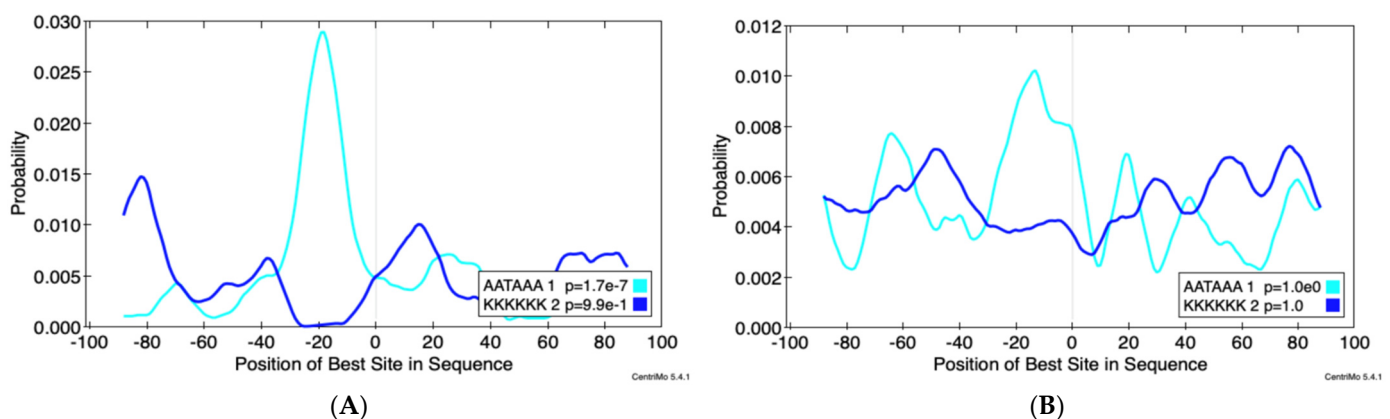 0.030
0.025
0.020
0.015
0.010
0.005
0.000
Probability
-100 -80 -60 -40 -20 0 20 40 60 80 100
Position of Best Site in Sequence
AATAAA 1 p=1.7e-7
KKKKKK 2 p=9.9e-1
CentriMo 5.4.1
(A)
0.012
0.010
0.008
0.006
0.004
0.002
0.000
Probability
-100 -80 -60 -40 -20 0 20 40 60 80 100
Position of Best Site in Sequence
AATAAA 1 p=1.0e0
KKKKKK 2 p=1.0
CentriMo 5.4.1
(B)